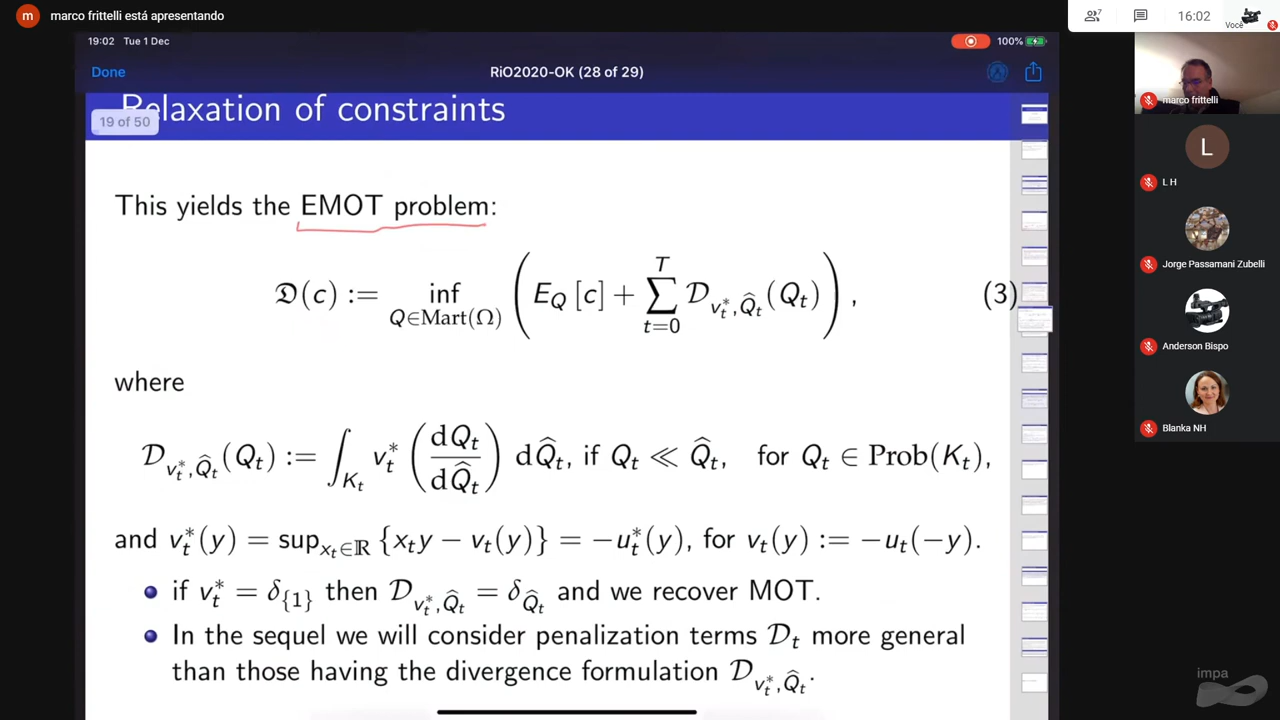 m marco frittelli está apresentando
7 16:02 Você
19:02 Tue 1 Dec 100%
Done RiO2020-OK (28 of 29)
Relaxation of constraints
19 of 50
This yields the EMOT problem:
𝔇(c) := inf_{Q∈Mart(Ω)} ( E_Q [c] + ∑_{t=0}^{T} 𝒟_{v_t^*, Q̂_t}(Q_t) ) , (3)
where
𝒟_{v_t^*, Q̂_t}(Q_t) := ∫_{K_t} v_t^* ( dQ_t / dQ̂_t ) dQ̂_t, if Q_t ≪ Q̂_t, for Q_t ∈ Prob(K_t),
and v_t^*(y) = sup_{x_t∈ℝ} {x_t y − v_t(y)} = −u_t^*(y), for v_t(y) := −u_t(−y).
if v_t^* = δ_{{1}} then 𝒟_{v_t^*, Q̂_t} = δ_{Q̂_t} and we recover MOT.
In the sequel we will consider penalization terms 𝒟_t more general
than those having the divergence formulation 𝒟_{v_t^*, Q̂_t}.
marco frittelli
L
L H
Jorge Passamani Zubelli
Anderson Bispo
Blanka NH
impa